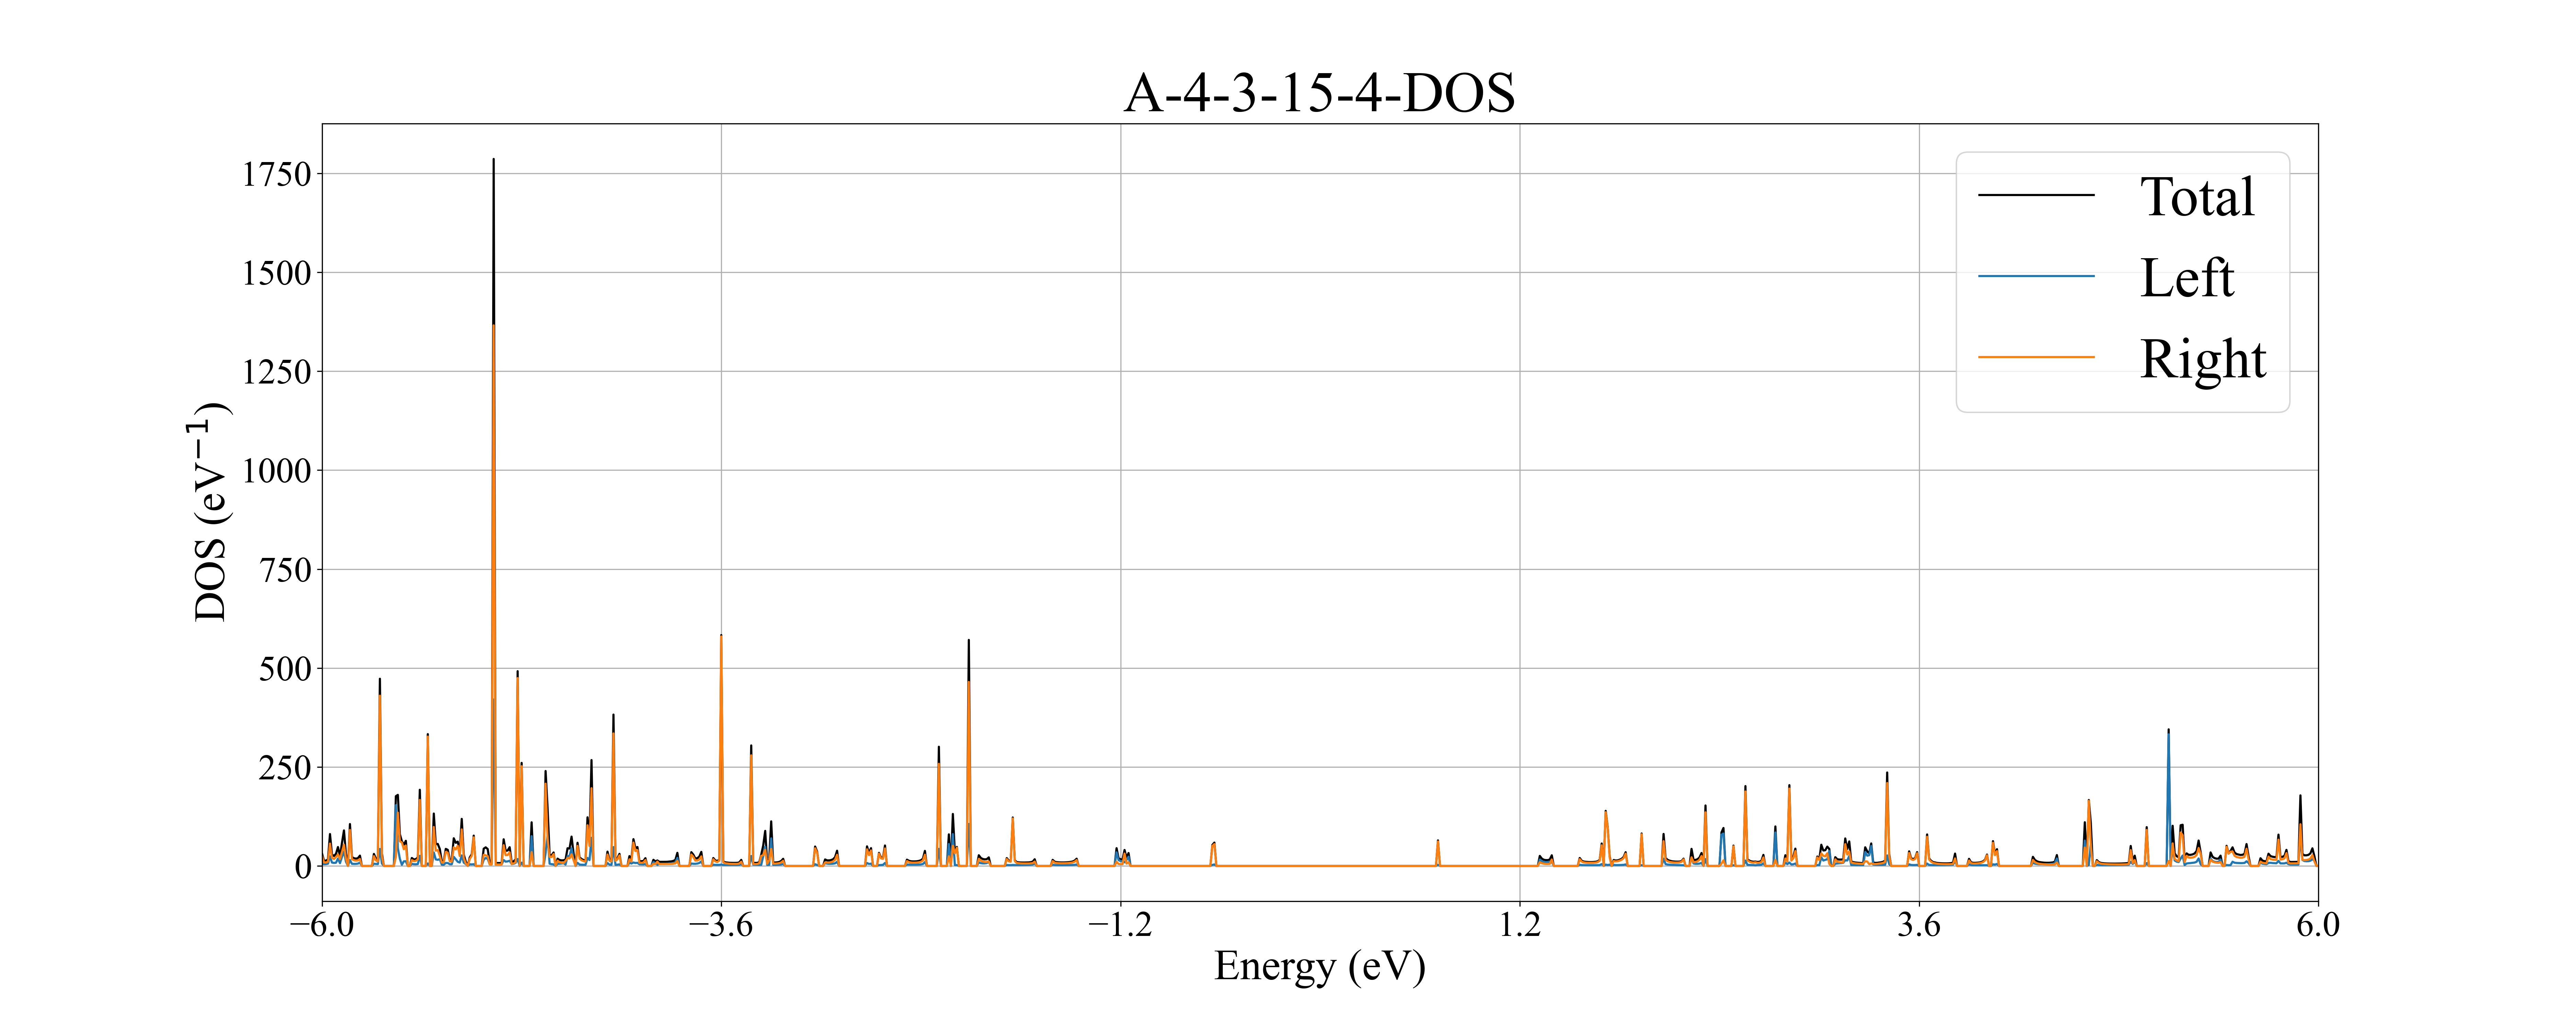 A-4-3-15-4-DOS
1750
1500
1250
1000
750
500
250
0
DOS (eV⁻¹)
Total
Left
Right
−6.0 −3.6 −1.2 1.2 3.6 6.0
Energy (eV)